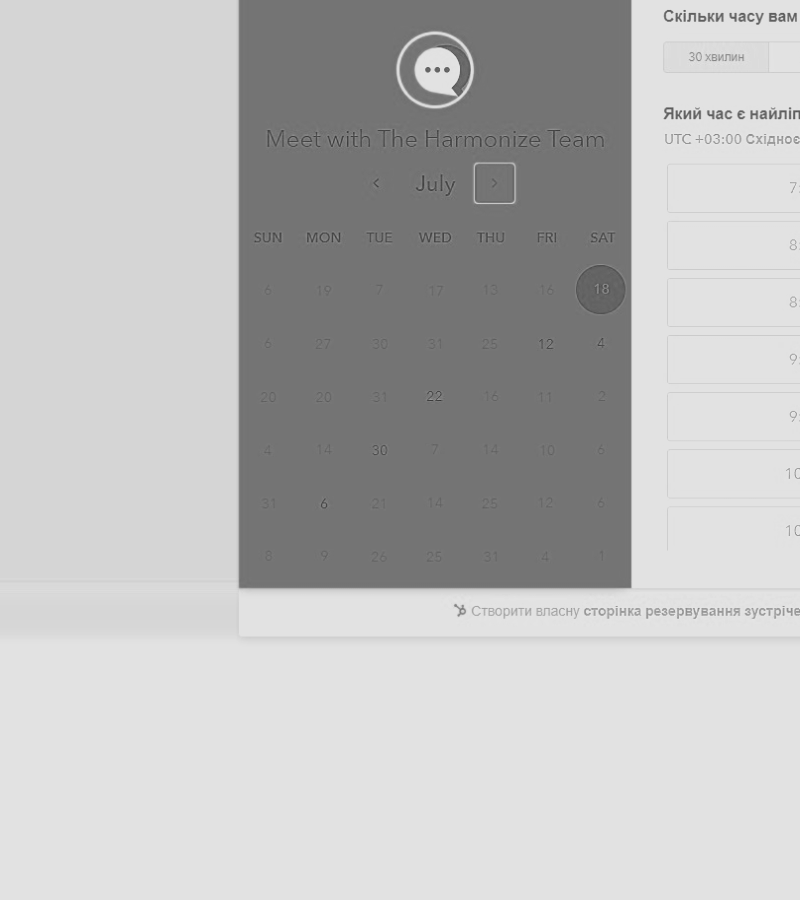 Скільки часу вам
30 хвилин
Meet with The Harmonize Team
Який час є найліп
UTC +03:00 Східноє
July
SUN MON TUE WED THU FRI SAT
6 19 7 17 13 16 18
6 27 30 31 25 12 4
20 20 31 22 16 11 2
4 14 30 7 14 10 6
31 6 21 14 25 12 6
8 9 26 25 31 4 1
7:
8:
8:
9:
9:
10
10
Створити власну сторінка резервування зустріче